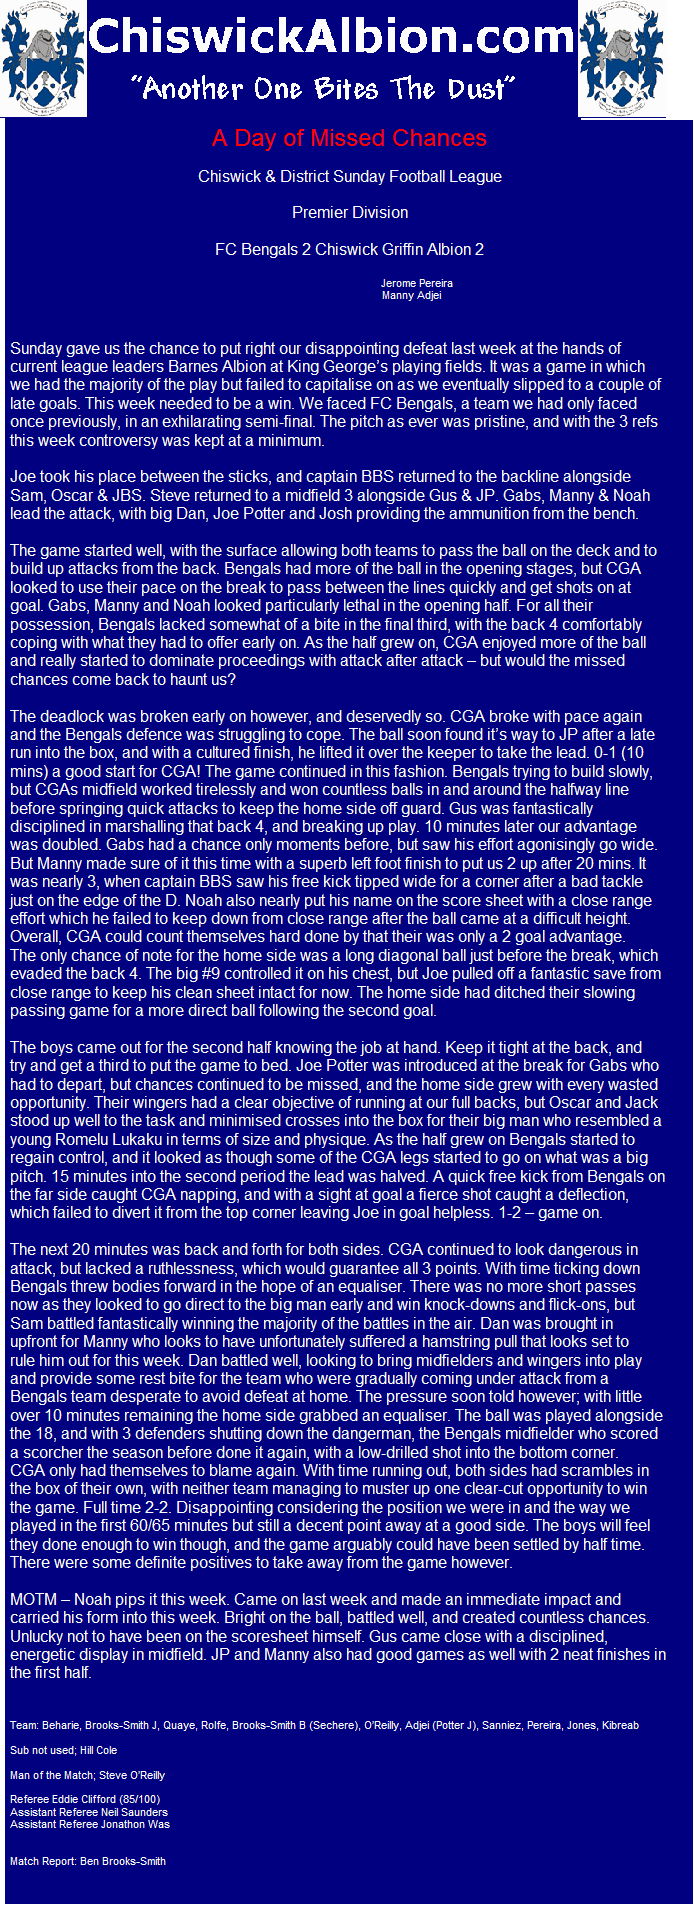 ChiswickAlbion.com
"Another One Bites The Dust"
A Day of Missed Chances
Chiswick & District Sunday Football League
Premier Division
FC Bengals 2 Chiswick Griffin Albion 2
Jerome Pereira
Manny Adjei
Sunday gave us the chance to put right our disappointing defeat last week at the hands of
current league leaders Barnes Albion at King George's playing fields. It was a game in which
we had the majority of the play but failed to capitalise on as we eventually slipped to a couple of
late goals. This week needed to be a win. We faced FC Bengals, a team we had only faced
once previously, in an exhilarating semi-final. The pitch as ever was pristine, and with the 3 refs
this week controversy was kept at a minimum.
Joe took his place between the sticks, and captain BBS returned to the backline alongside
Sam, Oscar & JBS. Steve returned to a midfield 3 alongside Gus & JP. Gabs, Manny & Noah
lead the attack, with big Dan, Joe Potter and Josh providing the ammunition from the bench.
The game started well, with the surface allowing both teams to pass the ball on the deck and to
build up attacks from the back. Bengals had more of the ball in the opening stages, but CGA
looked to use their pace on the break to pass between the lines quickly and get shots on at
goal. Gabs, Manny and Noah looked particularly lethal in the opening half. For all their
possession, Bengals lacked somewhat of a bite in the final third, with the back 4 comfortably
coping with what they had to offer early on. As the half grew on, CGA enjoyed more of the ball
and really started to dominate proceedings with attack after attack – but would the missed
chances come back to haunt us?
The deadlock was broken early on however, and deservedly so. CGA broke with pace again
and the Bengals defence was struggling to cope. The ball soon found it's way to JP after a late
run into the box, and with a cultured finish, he lifted it over the keeper to take the lead. 0-1 (10
mins) a good start for CGA! The game continued in this fashion. Bengals trying to build slowly,
but CGAs midfield worked tirelessly and won countless balls in and around the halfway line
before springing quick attacks to keep the home side off guard. Gus was fantastically
disciplined in marshalling that back 4, and breaking up play. 10 minutes later our advantage
was doubled. Gabs had a chance only moments before, but saw his effort agonisingly go wide.
But Manny made sure of it this time with a superb left foot finish to put us 2 up after 20 mins. It
was nearly 3, when captain BBS saw his free kick tipped wide for a corner after a bad tackle
just on the edge of the D. Noah also nearly put his name on the score sheet with a close range
effort which he failed to keep down from close range after the ball came at a difficult height.
Overall, CGA could count themselves hard done by that their was only a 2 goal advantage.
The only chance of note for the home side was a long diagonal ball just before the break, which
evaded the back 4. The big #9 controlled it on his chest, but Joe pulled off a fantastic save from
close range to keep his clean sheet intact for now. The home side had ditched their slowing
passing game for a more direct ball following the second goal.
The boys came out for the second half knowing the job at hand. Keep it tight at the back, and
try and get a third to put the game to bed. Joe Potter was introduced at the break for Gabs who
had to depart, but chances continued to be missed, and the home side grew with every wasted
opportunity. Their wingers had a clear objective of running at our full backs, but Oscar and Jack
stood up well to the task and minimised crosses into the box for their big man who resembled a
young Romelu Lukaku in terms of size and physique. As the half grew on Bengals started to
regain control, and it looked as though some of the CGA legs started to go on what was a big
pitch. 15 minutes into the second period the lead was halved. A quick free kick from Bengals on
the far side caught CGA napping, and with a sight at goal a fierce shot caught a deflection,
which failed to divert it from the top corner leaving Joe in goal helpless. 1-2 – game on.
The next 20 minutes was back and forth for both sides. CGA continued to look dangerous in
attack, but lacked a ruthlessness, which would guarantee all 3 points. With time ticking down
Bengals threw bodies forward in the hope of an equaliser. There was no more short passes
now as they looked to go direct to the big man early and win knock-downs and flick-ons, but
Sam battled fantastically winning the majority of the battles in the air. Dan was brought in
upfront for Manny who looks to have unfortunately suffered a hamstring pull that looks set to
rule him out for this week. Dan battled well, looking to bring midfielders and wingers into play
and provide some rest bite for the team who were gradually coming under attack from a
Bengals team desperate to avoid defeat at home. The pressure soon told however; with little
over 10 minutes remaining the home side grabbed an equaliser. The ball was played alongside
the 18, and with 3 defenders shutting down the dangerman, the Bengals midfielder who scored
a scorcher the season before done it again, with a low-drilled shot into the bottom corner.
CGA only had themselves to blame again. With time running out, both sides had scrambles in
the box of their own, with neither team managing to muster up one clear-cut opportunity to win
the game. Full time 2-2. Disappointing considering the position we were in and the way we
played in the first 60/65 minutes but still a decent point away at a good side. The boys will feel
they done enough to win though, and the game arguably could have been settled by half time.
There were some definite positives to take away from the game however.
MOTM – Noah pips it this week. Came on last week and made an immediate impact and
carried his form into this week. Bright on the ball, battled well, and created countless chances.
Unlucky not to have been on the scoresheet himself. Gus came close with a disciplined,
energetic display in midfield. JP and Manny also had good games as well with 2 neat finishes in
the first half.
Team: Beharie, Brooks-Smith J, Quaye, Rolfe, Brooks-Smith B (Sechere), O'Reilly, Adjei (Potter J), Sanniez, Pereira, Jones, Kibreab
Sub not used; Hill Cole
Man of the Match; Steve O'Reilly
Referee Eddie Clifford (85/100)
Assistant Referee Neil Saunders
Assistant Referee Jonathon Was
Match Report: Ben Brooks-Smith